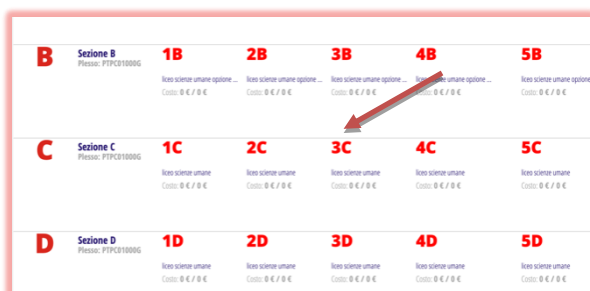 B Sezione B 1B 2B 3B 4B 5B
Plesso: PTPC01000G
liceo scienze umane opzione ... liceo scienze umane opzione ... liceo scienze umane opzione ... liceo scienze umane opzione ... liceo scienze umane opzione
Costo: 0 € / 0 € Costo: 0 € / 0 € Costo: 0 € / 0 € Costo: 0 € / 0 € Costo: 0 € / 0 €
C Sezione C 1C 2C 3C 4C 5C
Plesso: PTPC01000G
liceo scienze umane liceo scienze umane liceo scienze umane liceo scienze umane liceo scienze umane
Costo: 0 € / 0 € Costo: 0 € / 0 € Costo: 0 € / 0 € Costo: 0 € / 0 € Costo: 0 € / 0 €
D Sezione D 1D 2D 3D 4D 5D
Plesso: PTPC01000G
liceo scienze umane liceo scienze umane liceo scienze umane liceo scienze umane liceo scienze umane
Costo: 0 € / 0 € Costo: 0 € / 0 € Costo: 0 € / 0 € Costo: 0 € / 0 € Costo: 0 € / 0 €